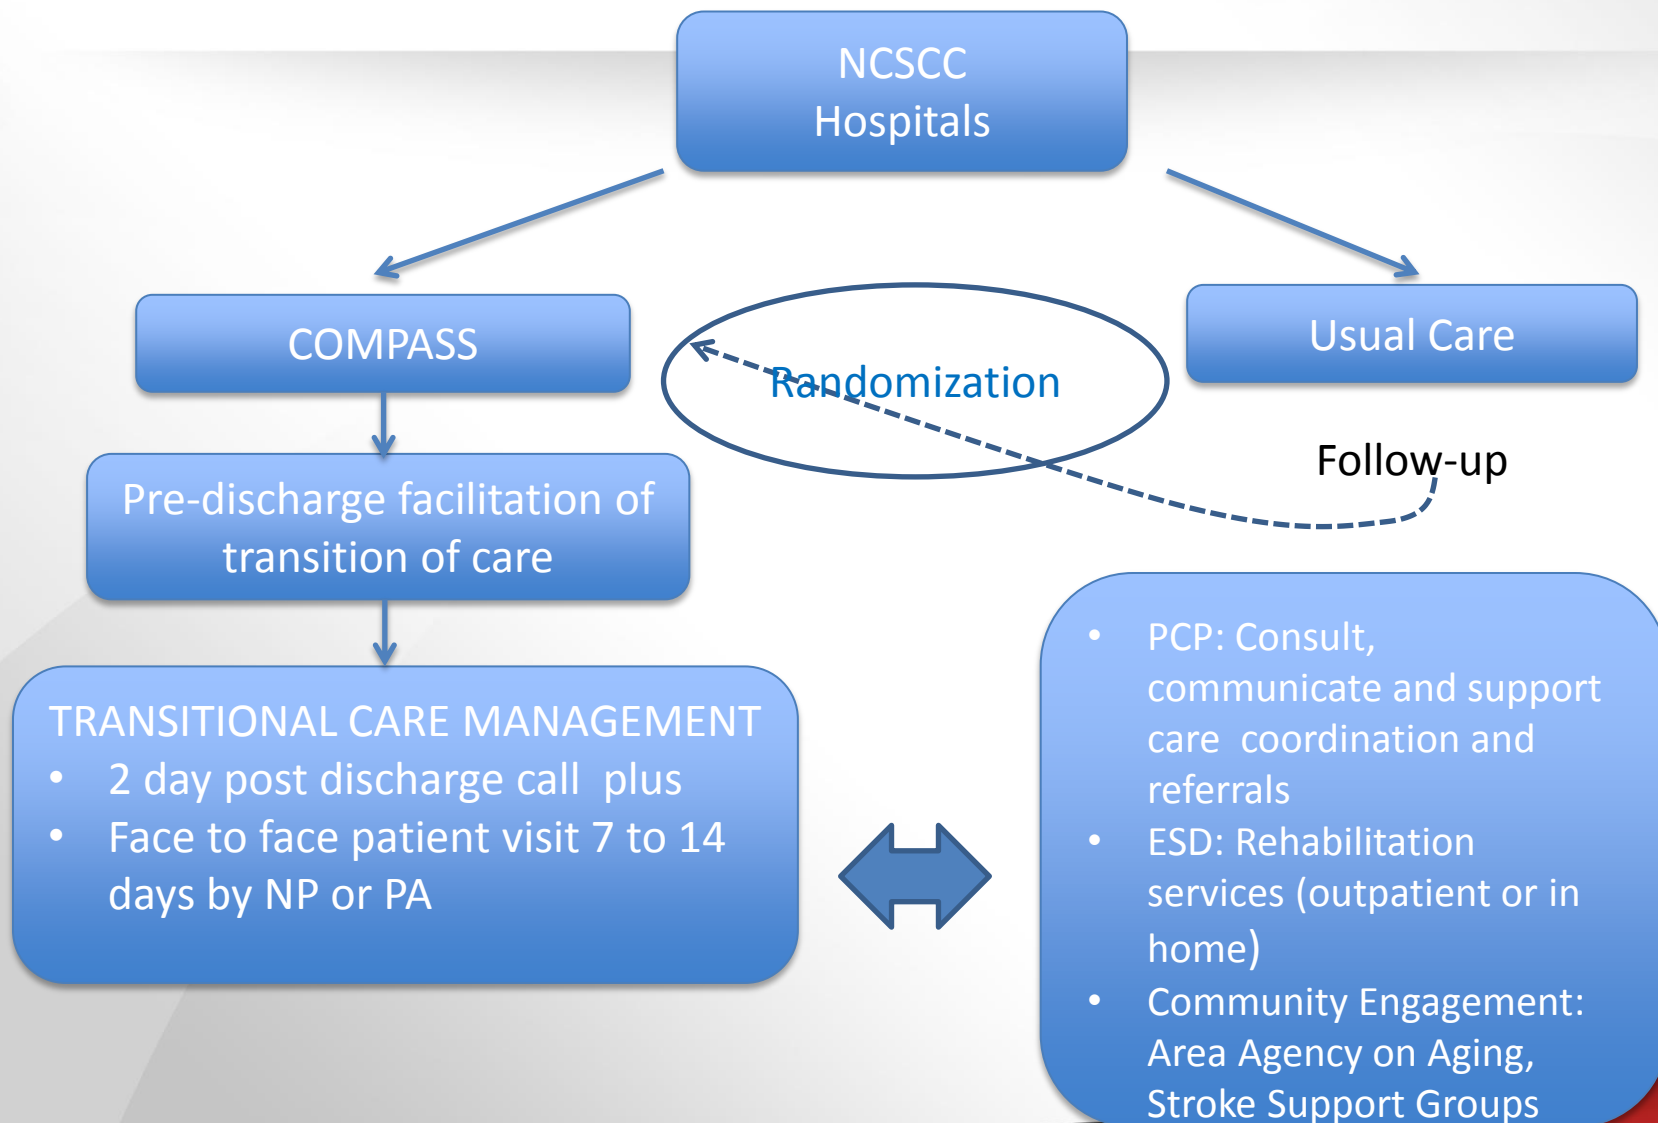 NCSCC
Hospitals
COMPASS
Randomization
Usual Care
Follow-up
Pre-discharge facilitation of
transition of care
TRANSITIONAL CARE MANAGEMENT
• 2 day post discharge call  plus
• Face to face patient visit 7 to 14
days by NP or PA
• PCP: Consult,
communicate and support
care  coordination and
referrals
• ESD: Rehabilitation
services (outpatient or in
home)
• Community Engagement:
Area Agency on Aging,
Stroke Support Groups